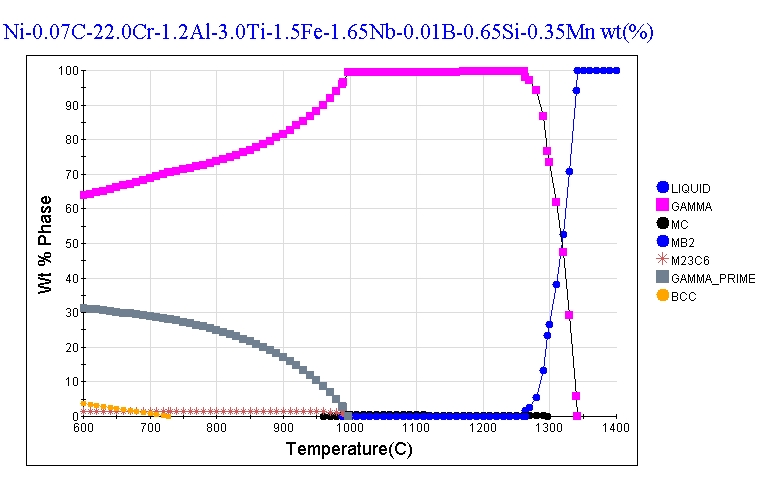 Ni-0.07C-22.0Cr-1.2Al-3.0Ti-1.5Fe-1.65Nb-0.01B-0.65Si-0.35Mn wt(%)
100
90
80
70
60
50
40
30
20
10
0
Wt % Phase
600 700 800 900 1000 1100 1200 1300 1400
Temperature(C)
LIQUID
GAMMA
MC
MB2
M23C6
GAMMA_PRIME
BCC